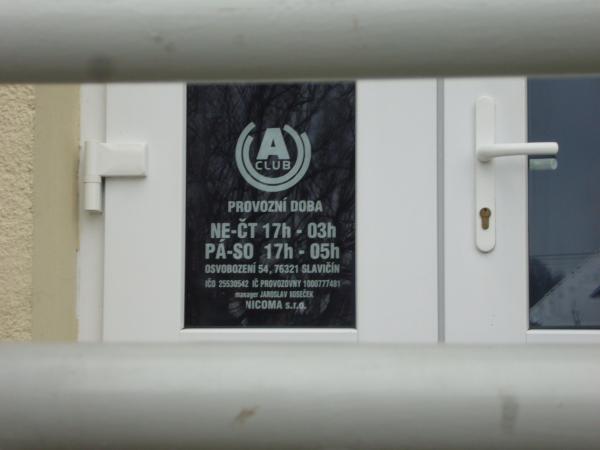 A
CLUB
PROVOZNÍ DOBA
NE-ČT 17h - 03h
PÁ-SO 17h - 05h
OSVOBOZENÍ 54, 76321 SLAVIČÍN
IČO 25530542 IČ PROVOZOVNY 1000777481
manager JAROSLAV BOSEČEK
NICOMA s.r.o.